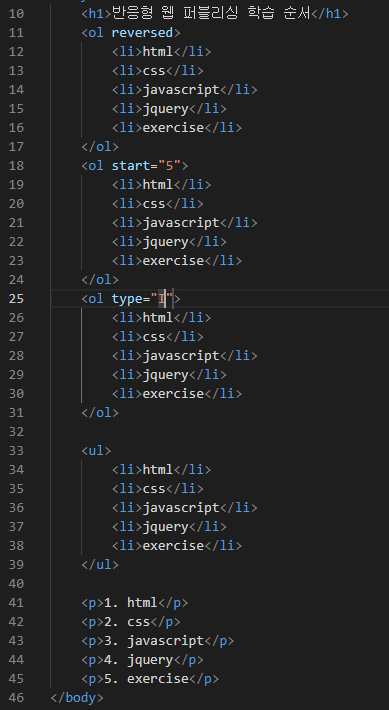 10 <h1>반응형 웹 퍼블리싱 학습 순서</h1>
11 <ol reversed>
12 <li>html</li>
13 <li>css</li>
14 <li>javascript</li>
15 <li>jquery</li>
16 <li>exercise</li>
17 </ol>
18 <ol start="5">
19 <li>html</li>
20 <li>css</li>
21 <li>javascript</li>
22 <li>jquery</li>
23 <li>exercise</li>
24 </ol>
25 <ol type="I">
26 <li>html</li>
27 <li>css</li>
28 <li>javascript</li>
29 <li>jquery</li>
30 <li>exercise</li>
31 </ol>
32
33 <ul>
34 <li>html</li>
35 <li>css</li>
36 <li>javascript</li>
37 <li>jquery</li>
38 <li>exercise</li>
39 </ul>
40
41 <p>1. html</p>
42 <p>2. css</p>
43 <p>3. javascript</p>
44 <p>4. jquery</p>
45 <p>5. exercise</p>
46 </body>